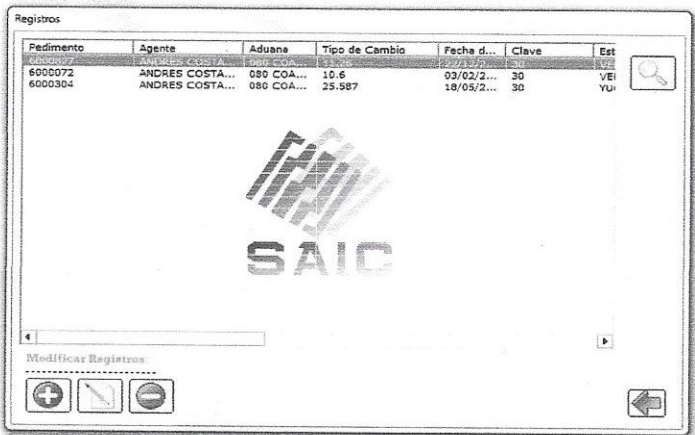 Registros
Pedimento Agente Aduana Tipo de Cambio Fecha d... Clave Est
ANDRES COSTA... 080 COA... 30
6000072 ANDRES COSTA... 080 COA... 10.6 03/02/2... 30
6000304 ANDRES COSTA... 080 COA... 25.587 18/05/2... 30
SAIC
Modificar Registros: